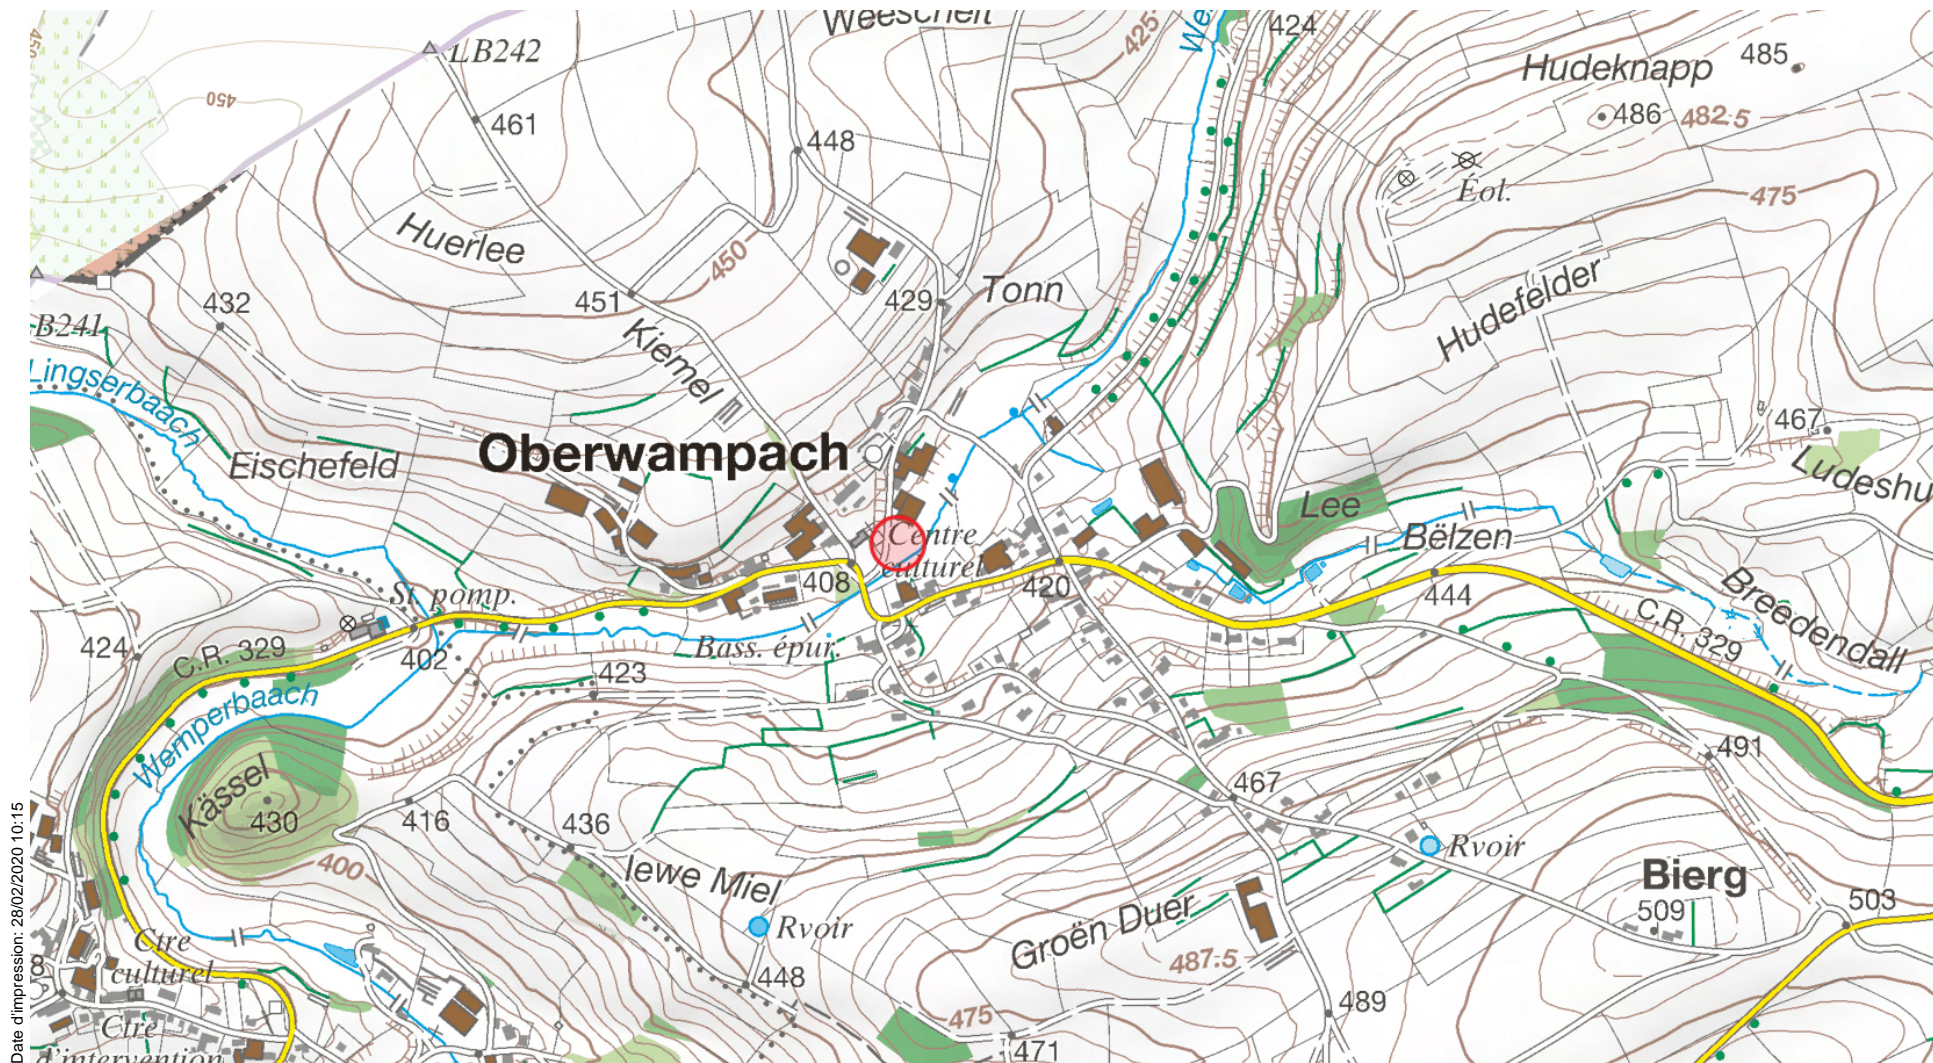 Weescheit
We
424
425
LB242
450
450
461
448
Hudeknapp
485
486
482.5
Éol.
475
Huerlee
450
432
451
429
Tonn
Hudefelder
B241
Lingserbaach
Kiemel
467
Ludeshu
Oberwampach
Eischefeld
Lee
Bëlzen
Centre
culturel
408
420
444
St. pomp.
Breedendall
C.R. 329
424
C.R. 329
402
Bass. épur.
423
Wemperbaach
491
Kässel
430
416
436
467
Rvoir
400
Iewe Miel
Bierg
509
503
Groën Duer
Rvoir
487.5
448
Ctre
culturel
8
489
475
471
Ctre
d'intervention
Date d'impression: 28/02/2020 10:15